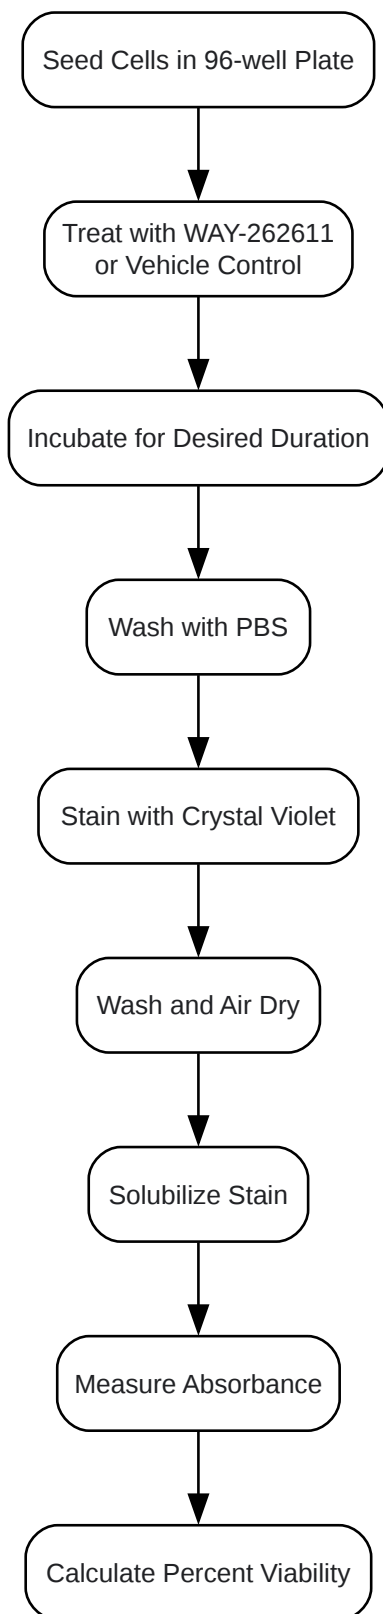 Seed Cells in 96-well Plate
Treat with WAY-262611
or Vehicle Control
Incubate for Desired Duration
Wash with PBS
Stain with Crystal Violet
Wash and Air Dry
Solubilize Stain
Measure Absorbance
Calculate Percent Viability